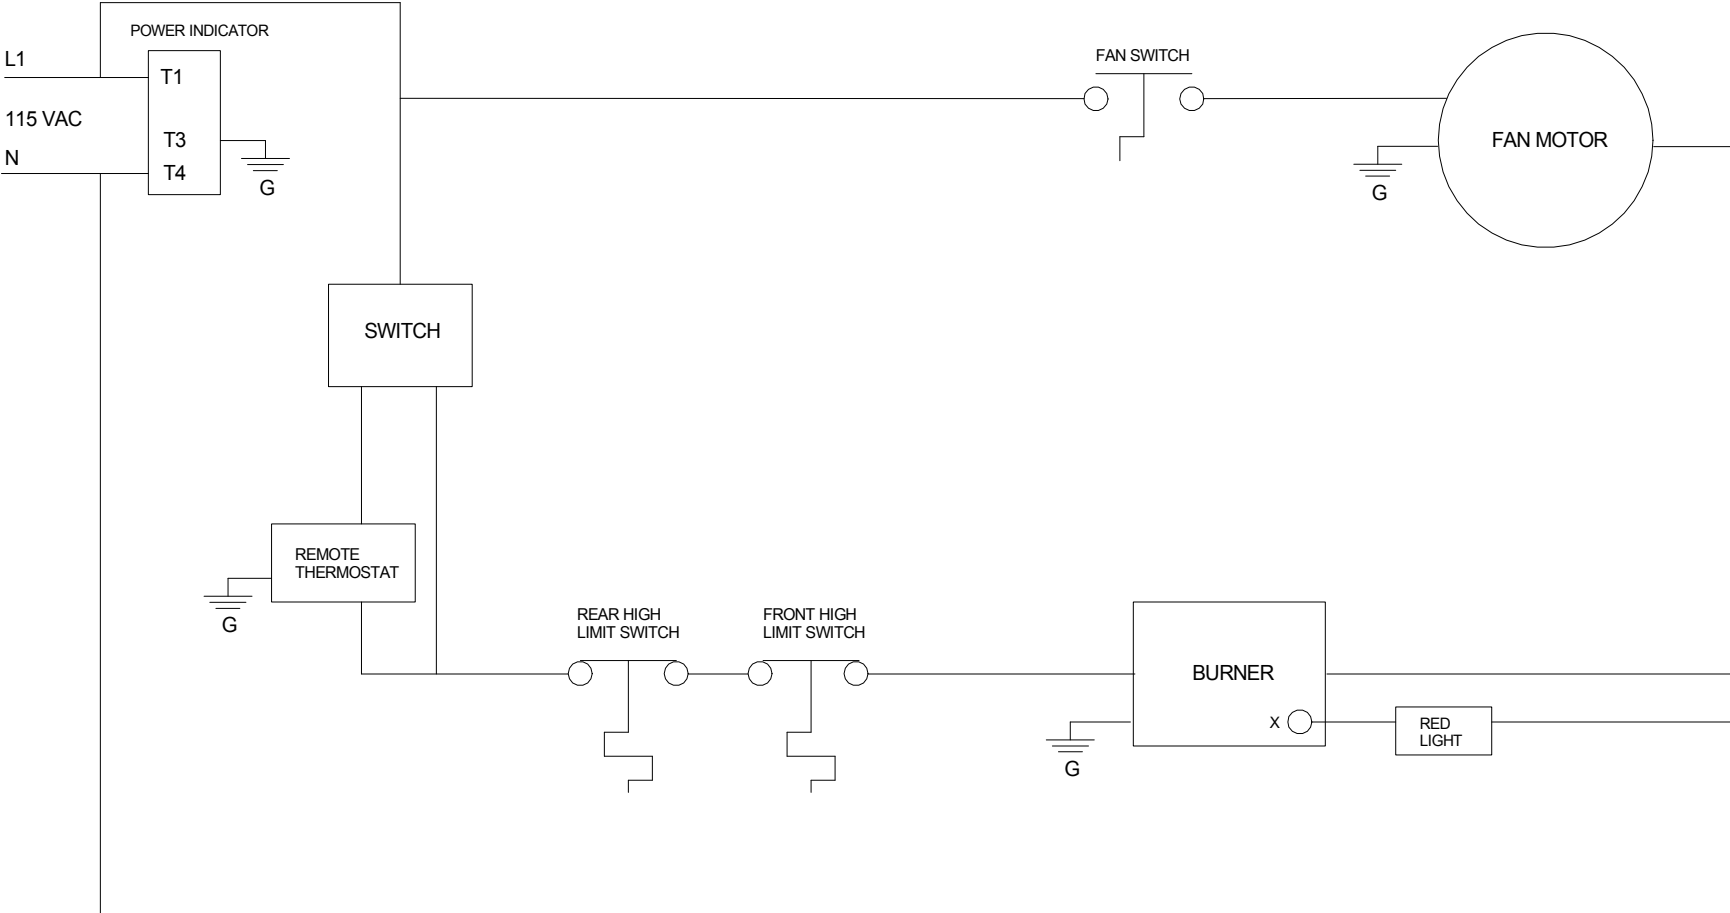 POWER INDICATOR
L1
T1
115 VAC
T3
N
T4
G
FAN SWITCH
FAN MOTOR
G
SWITCH
REMOTE
THERMOSTAT
G
REAR HIGH
LIMIT SWITCH
FRONT HIGH
LIMIT SWITCH
BURNER
X
G
RED
LIGHT